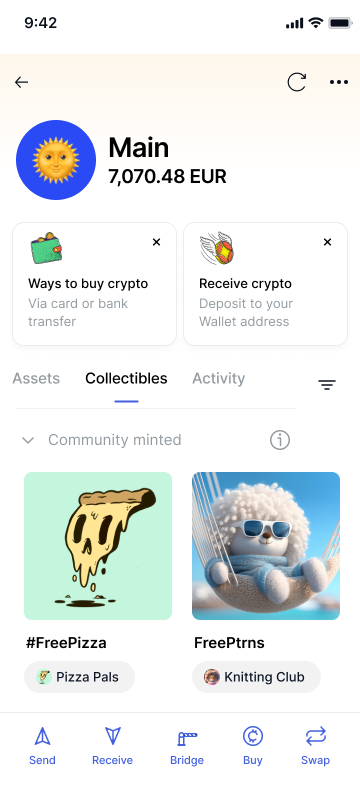 9:42
Main
7,070.48 EUR
Ways to buy crypto
Via card or bank
transfer
Receive crypto
Deposit to your
Wallet address
Assets
Collectibles
Activity
Community minted
#FreePizza
FreePtrns
Pizza Pals
Knitting Club
Send
Receive
Bridge
Buy
Swap